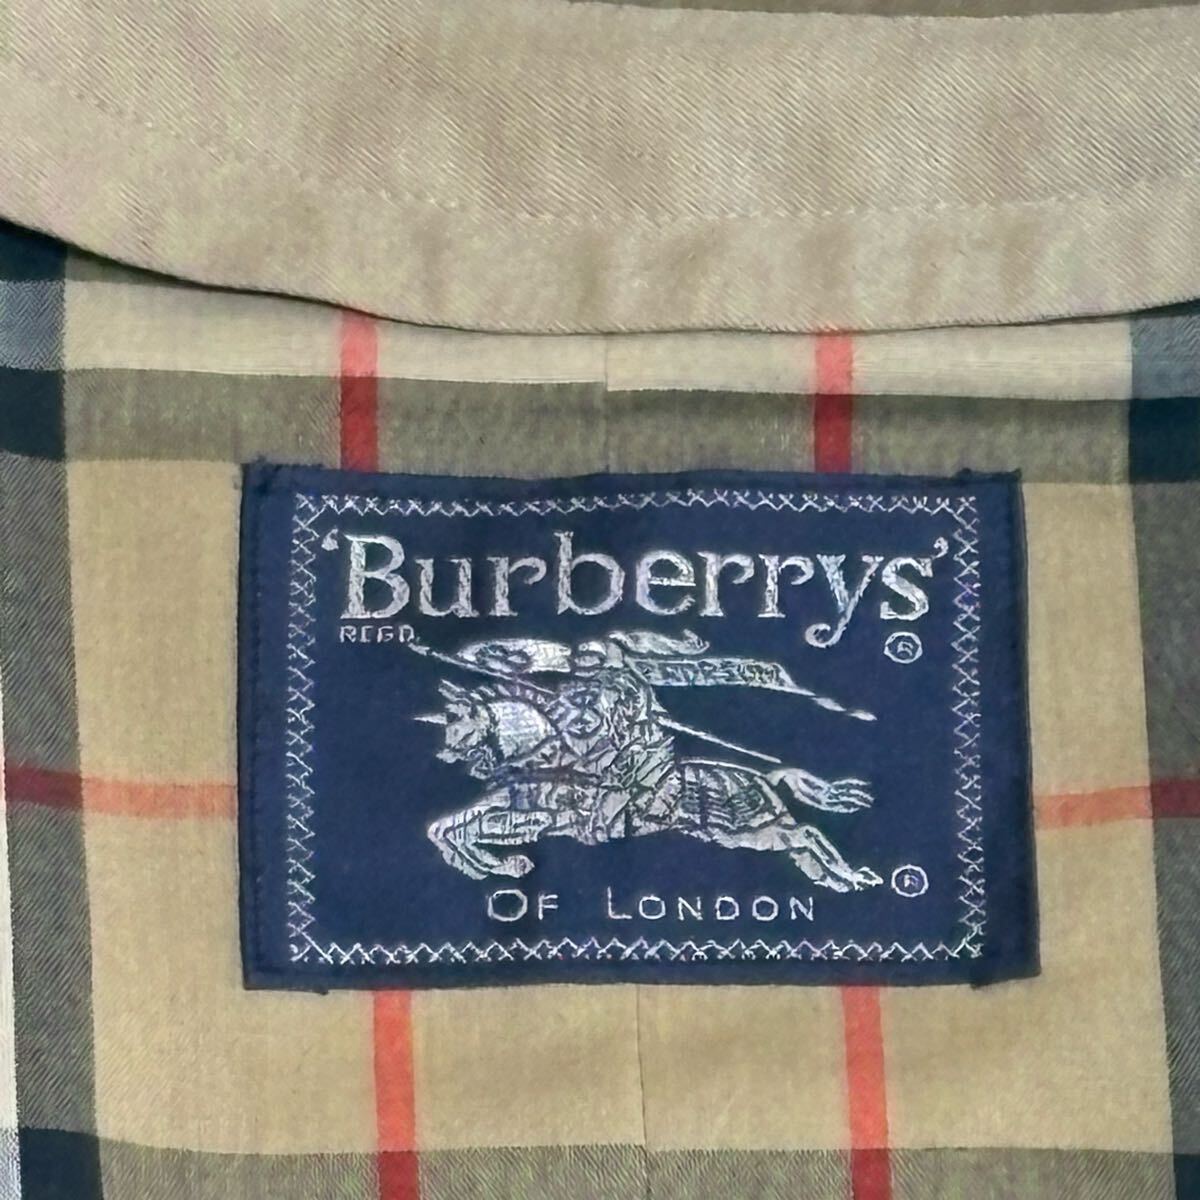 ‘Burberrys’
REGD.
®
®
OF LONDON